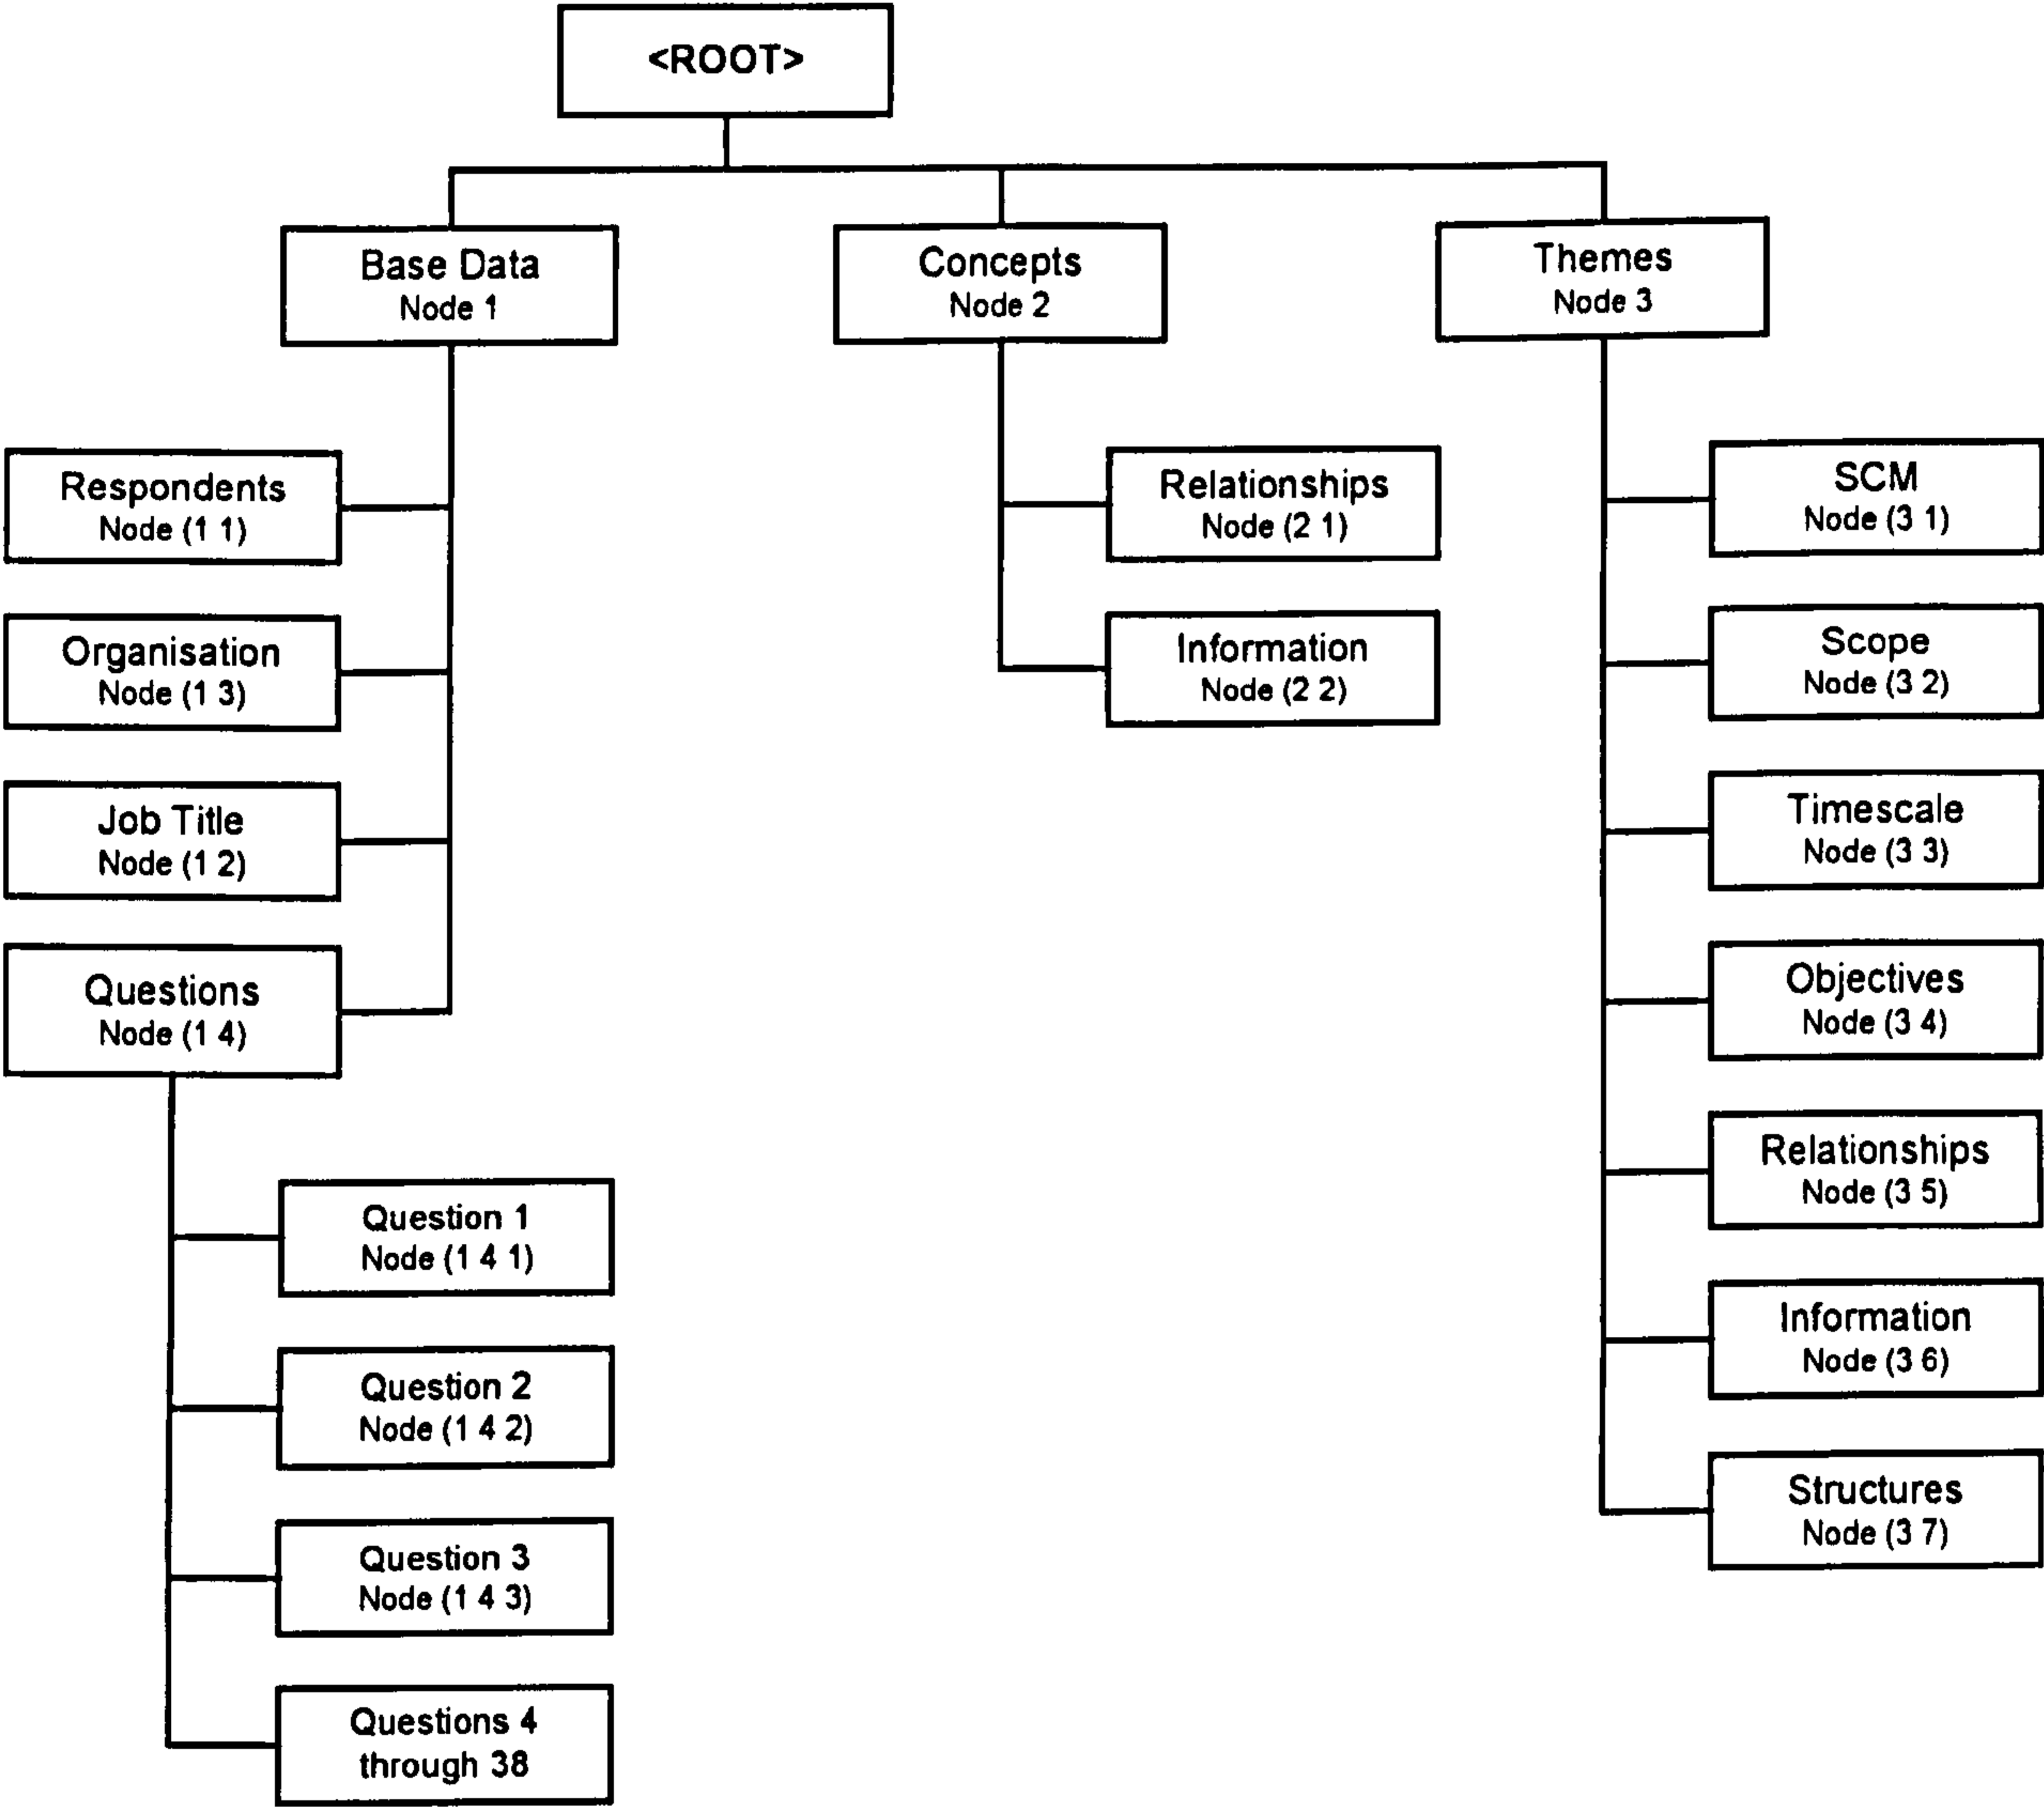 <ROOT>
Base Data
Node 1
Concepts
Node 2
Themes
Node 3
Respondents
Node (1 1)
Organisation
Node (1 3)
Job Title
Node (1 2)
Questions
Node (1 4)
Question 1
Node (1 4 1)
Question 2
Node (1 4 2)
Question 3
Node (1 4 3)
Questions 4
through 38
Relationships
Node (2 1)
Information
Node (2 2)
SCM
Node (3 1)
Scope
Node (3 2)
Timescale
Node (3 3)
Objectives
Node (3 4)
Relationships
Node (3 5)
Information
Node (3 6)
Structures
Node (3 7)